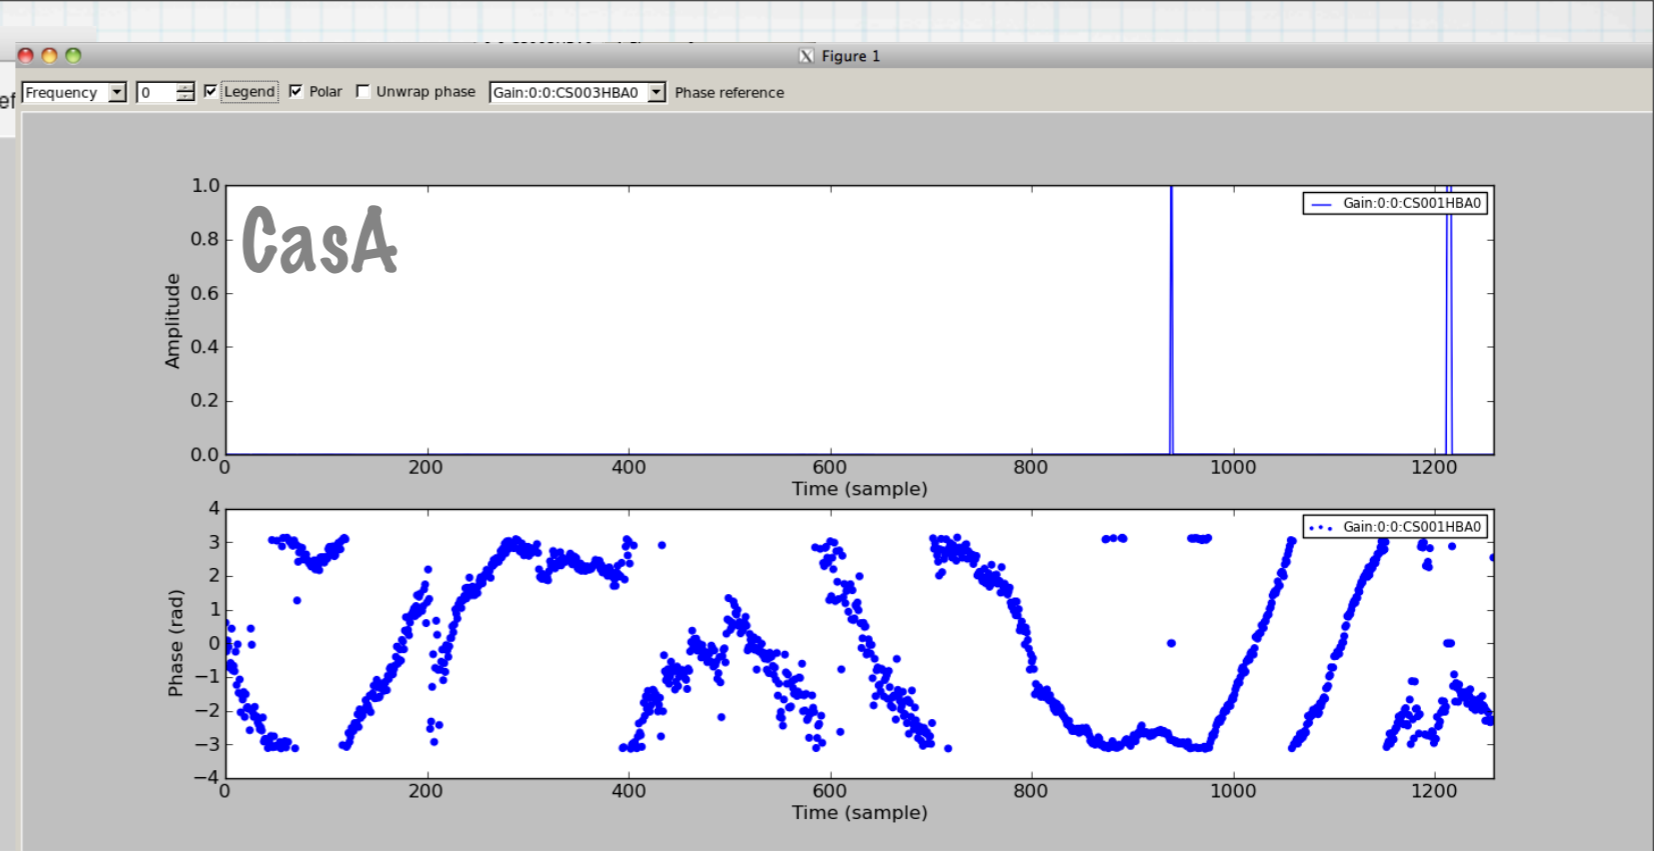 Figure 1
ef
Frequency 0 Legend Polar Unwrap phase Gain:0:0:CS003HBA0 Phase reference
CasA
Gain:0:0:CS001HBA0
1.0
0.8
0.6
0.4
0.2
0.0
Amplitude
0 200 400 600 800 1000 1200
Time (sample)
Gain:0:0:CS001HBA0
4
3
2
1
0
−1
−2
−3
−4
Phase (rad)
0 200 400 600 800 1000 1200
Time (sample)